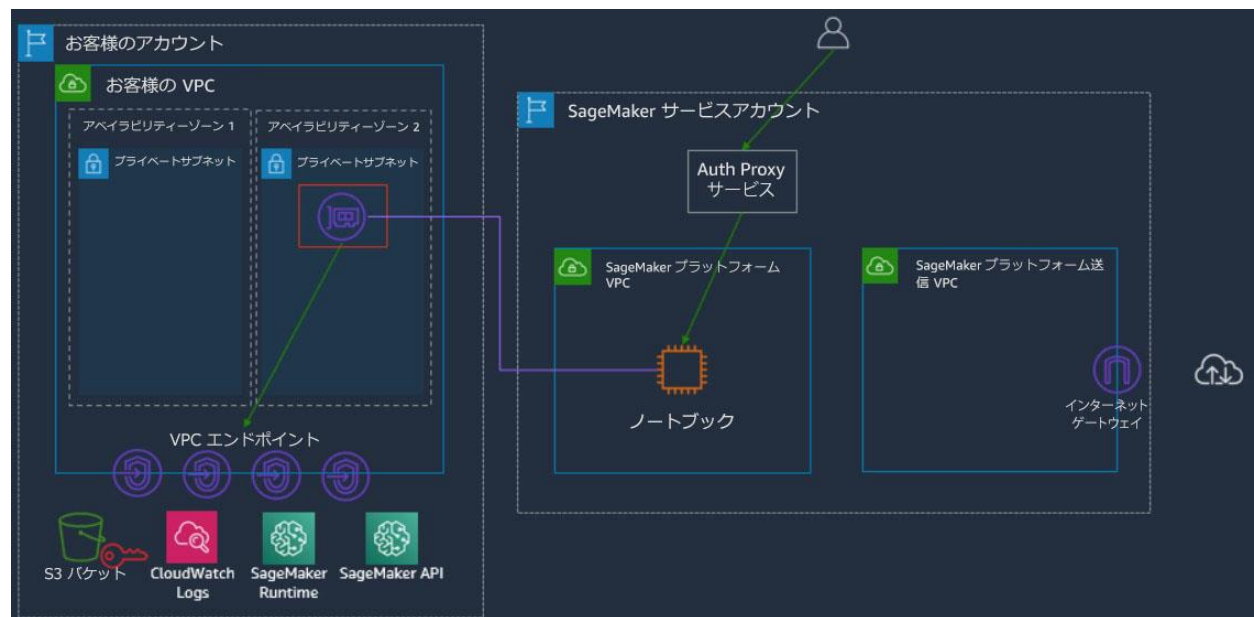 お客様のアカウント
お客様の VPC
アベイラビリティーゾーン 1
アベイラビリティーゾーン 2
プライベートサブネット
プライベートサブネット
VPC エンドポイント
S3 バケット
CloudWatch
Logs
SageMaker
Runtime
SageMaker API
SageMaker サービスアカウント
Auth Proxy
サービス
SageMaker プラットフォーム
VPC
ノートブック
SageMaker プラットフォーム送
信 VPC
インターネット
ゲートウェイ